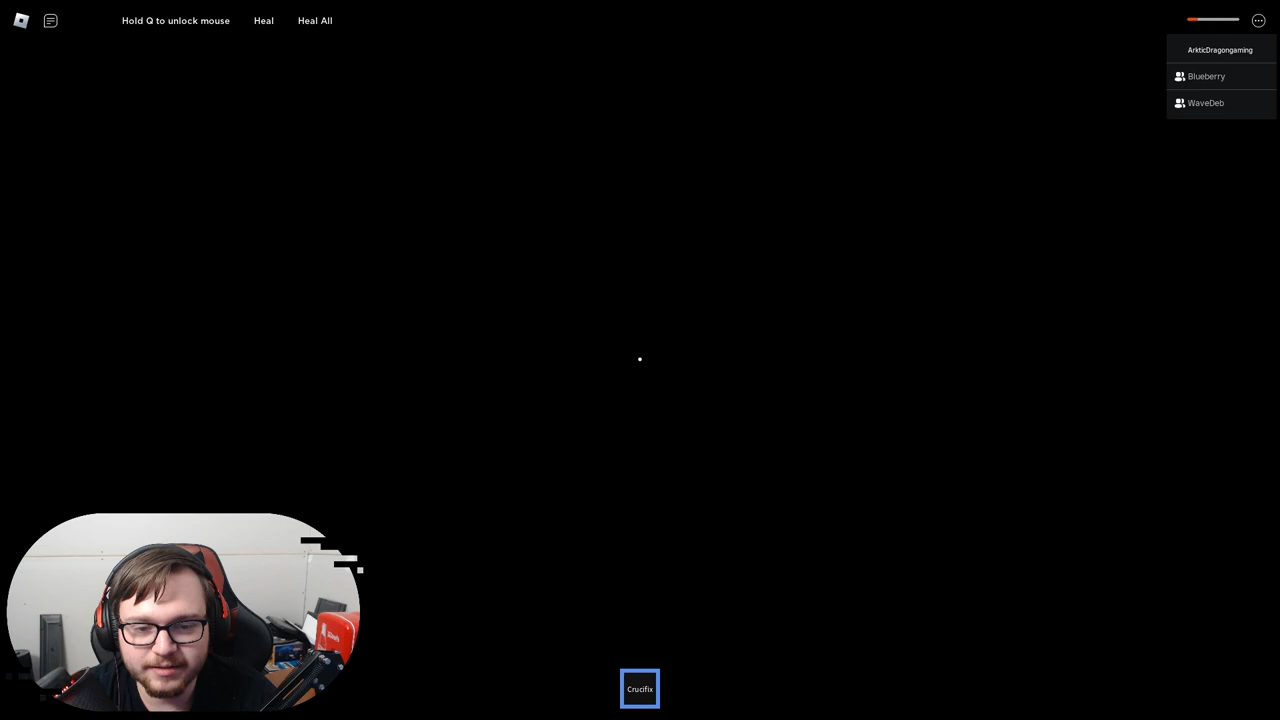 Hold Q to unlock mouse Heal Heal All
ArkticDragongaming
Blueberry
WaveDeb
Crucifix